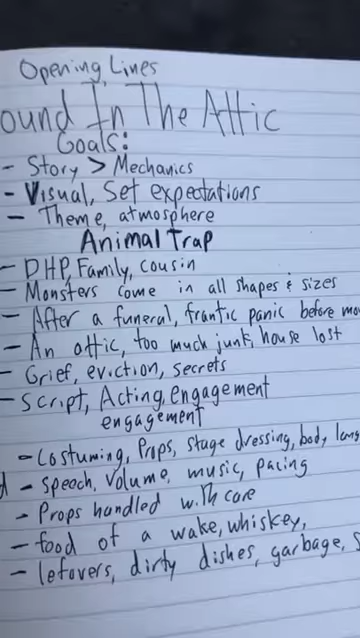 Opening Lines
ound In The Attic
Goals:
- Story > Mechanics
- Visual, Set expectations
- Theme, atmosphere
Animal Trap
- DHP, Family, cousin
- Monsters come in all shapes & sizes
- After a funeral, frantic panic before mo
- An attic, too much junk, house lost
- Grief, eviction, secrets
- Script, Acting, engagement
engagement
- Costuming, Props, stage dressing, body, lang
d - speech, volume, music, pacing
- Props handled with care
- food of a wake, whiskey,
- leftovers, dirty dishes, garbage, s